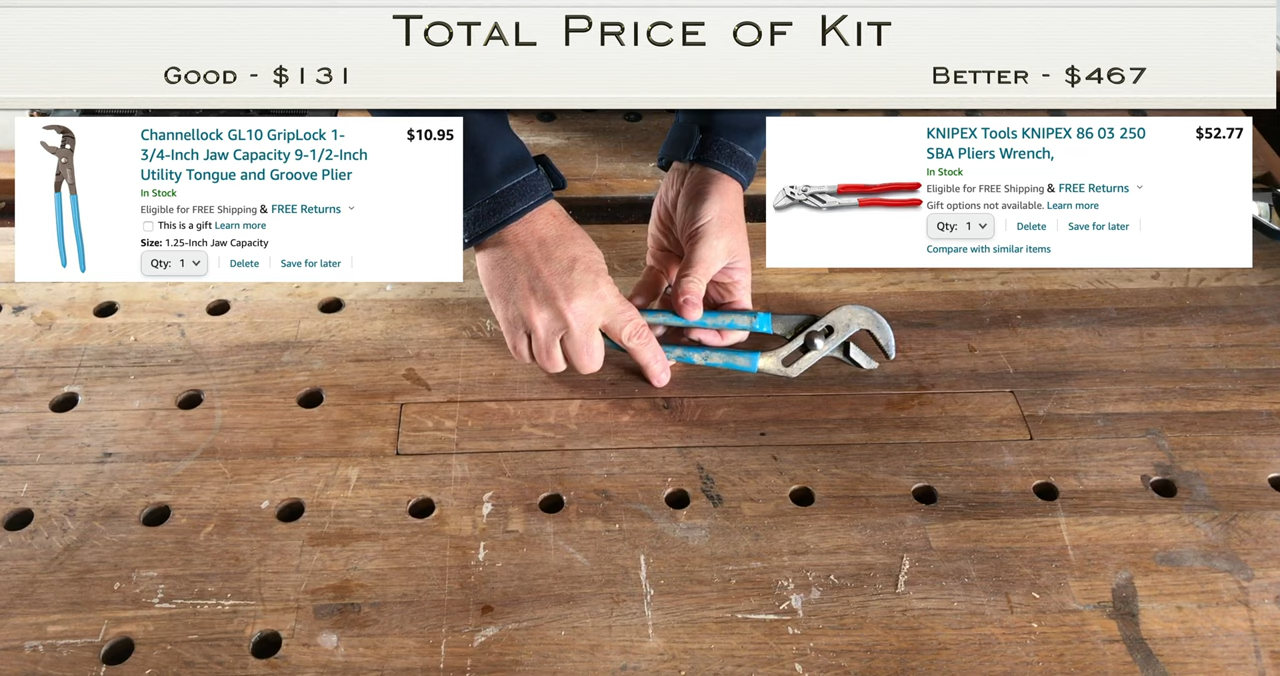 Total Price of Kit
Good - $131
Better - $467
Channellock GL10 GripLock 1-
3/4-Inch Jaw Capacity 9-1/2-Inch
Utility Tongue and Groove Plier
$10.95
In Stock
Eligible for FREE Shipping & FREE Returns
This is a gift Learn more
Size: 1.25-Inch Jaw Capacity
Qty: 1 Delete Save for later
KNIPEX Tools KNIPEX 86 03 250
SBA Pliers Wrench,
$52.77
In Stock
Eligible for FREE Shipping & FREE Returns
Gift options not available. Learn more
Qty: 1 Delete Save for later
Compare with similar items